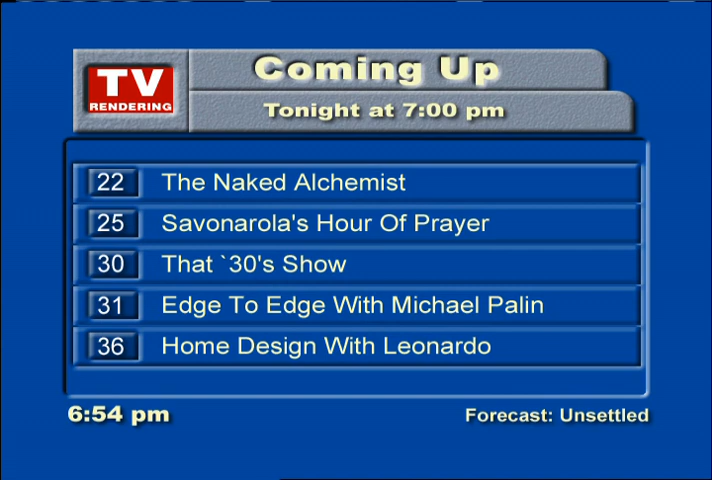 TV
RENDERING
Coming Up
Tonight at 7:00 pm
22 The Naked Alchemist
25 Savonarola's Hour Of Prayer
30 That `30's Show
31 Edge To Edge With Michael Palin
36 Home Design With Leonardo
6:54 pm Forecast: Unsettled